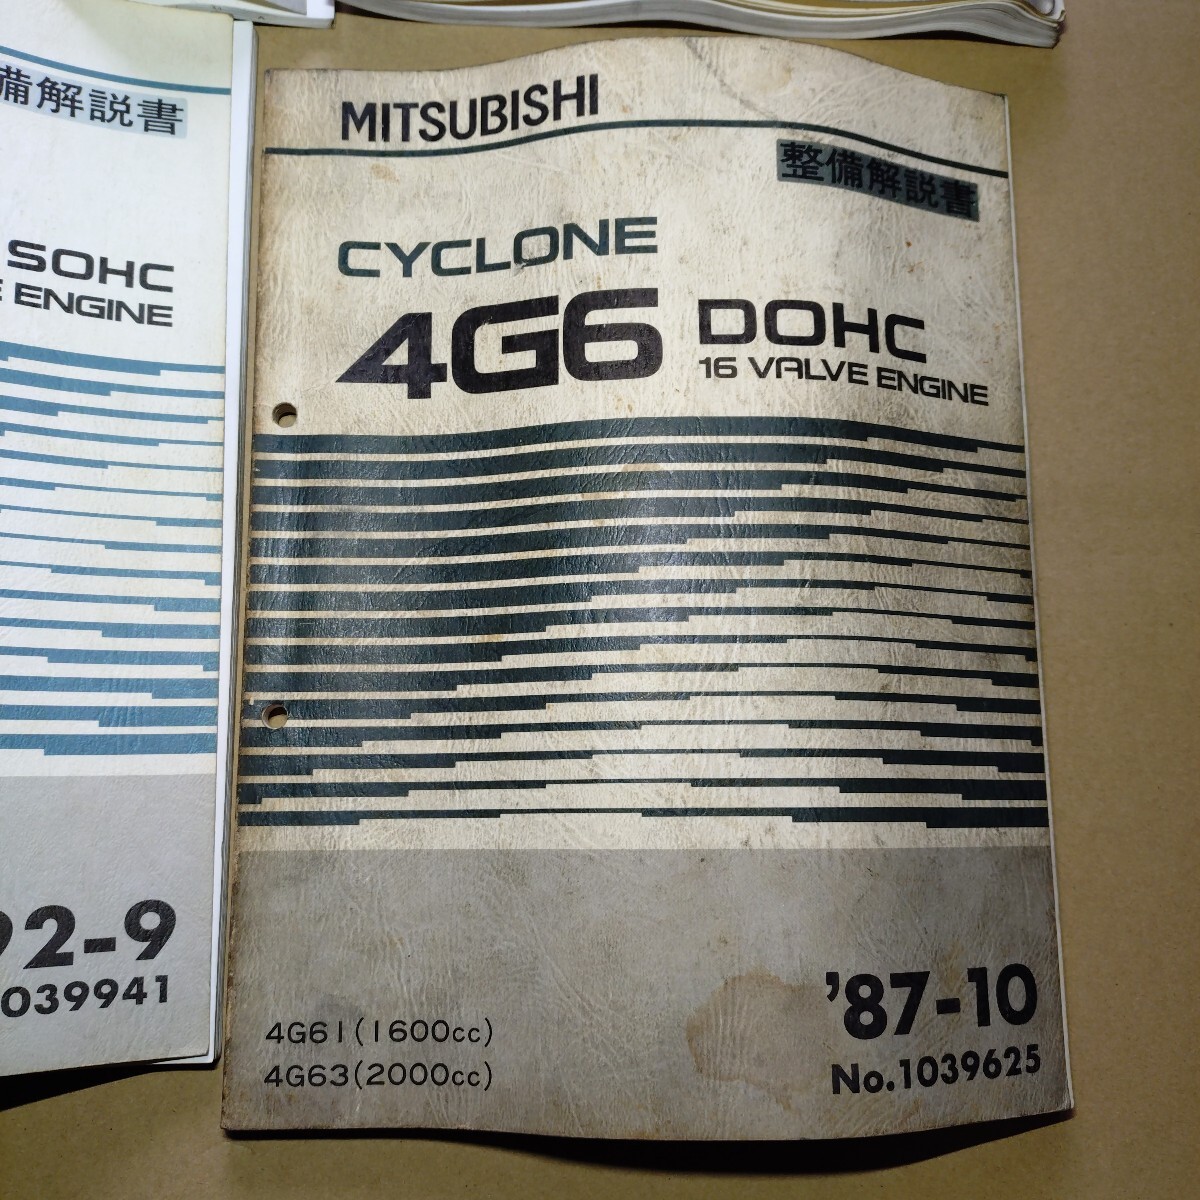 備解説書
SOHC
ENGINE
92-9
039941
MITSUBISHI
整備解説書
CYCLONE
4G6 DOHC
16 VALVE ENGINE
4G61(1600cc)
4G63(2000cc)
'87-10
No.1039625